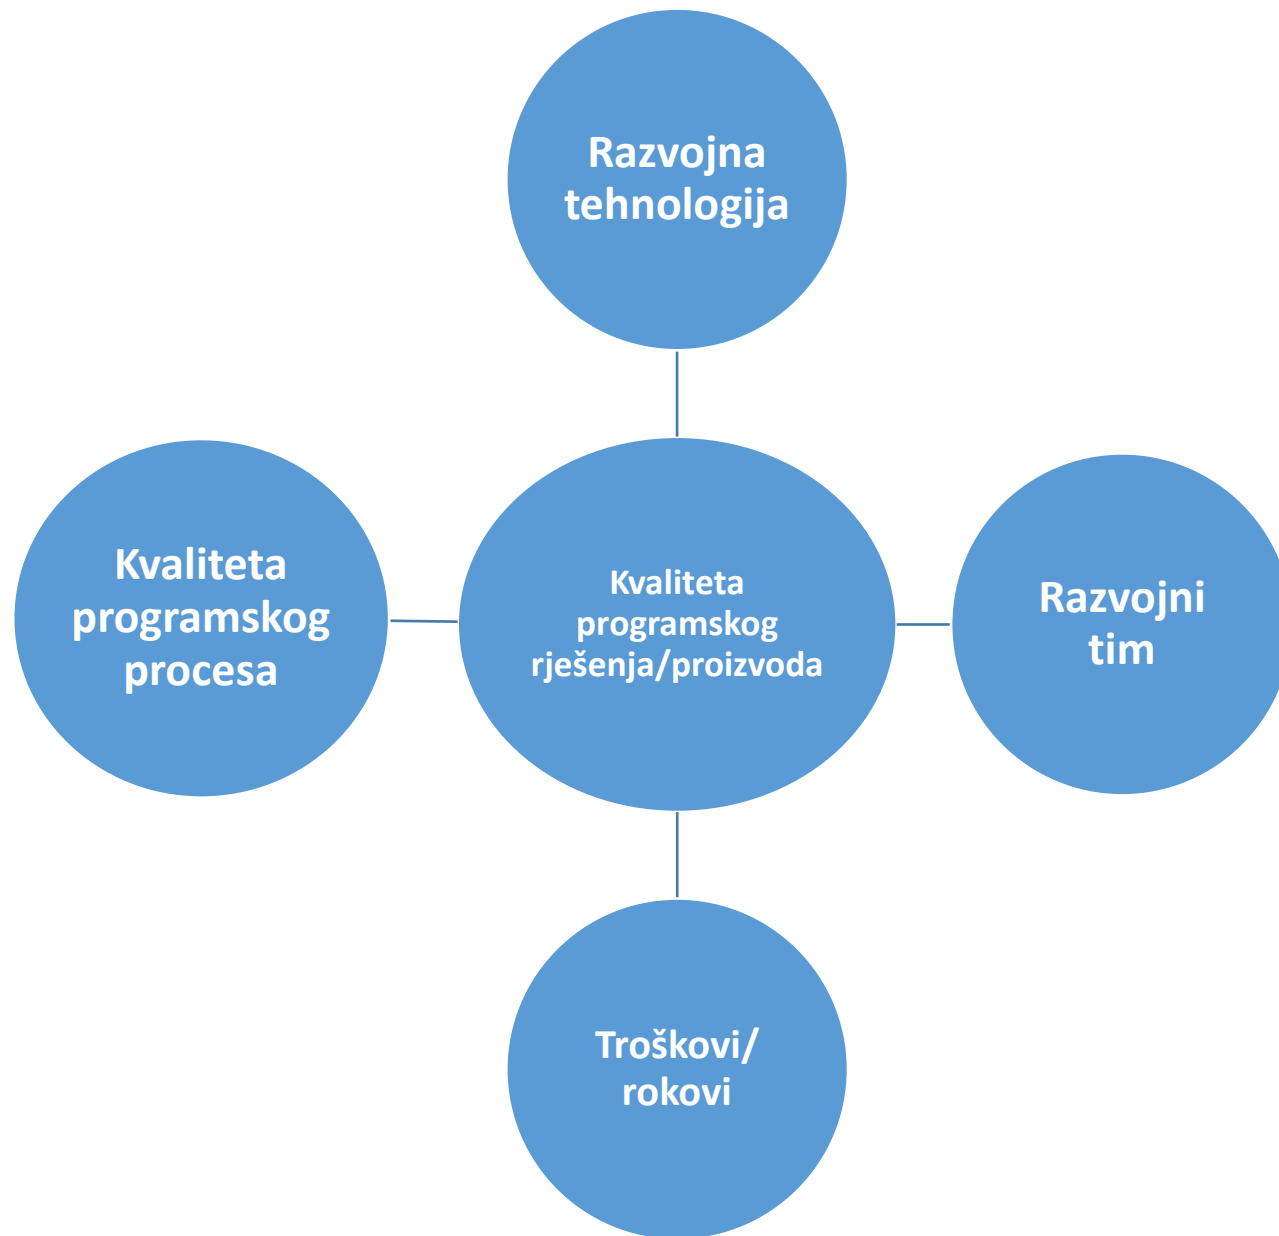 Razvojna
tehnologija
Kvaliteta
programskog
procesa
Kvaliteta
programskog
rješenja/proizvoda
Razvojni
tim
Troškovi/
rokovi